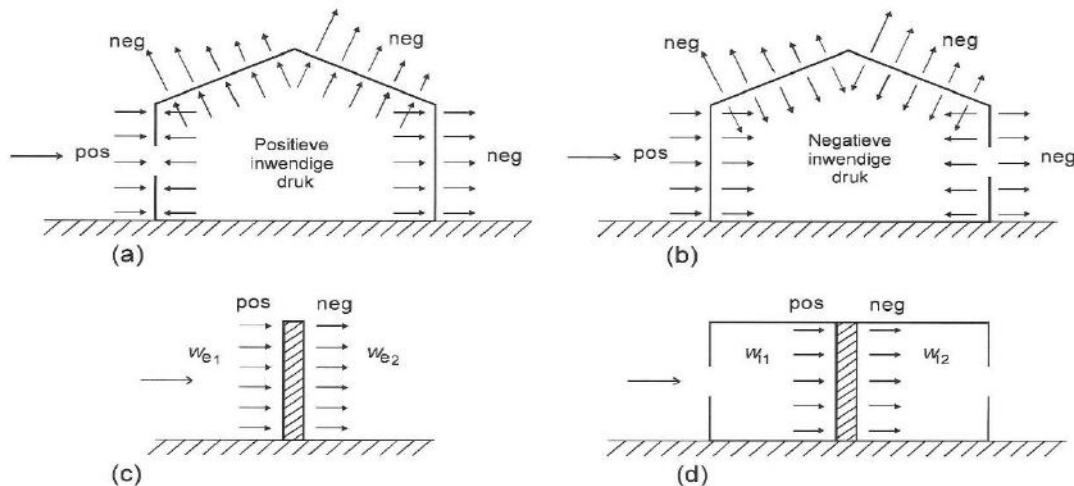 neg
neg
pos
Positieve
inwendige
druk
neg
(a)
neg
neg
pos
Negatieve
inwendige
druk
neg
(b)
pos
neg
we1
we2
(c)
pos
neg
wi1
wi2
(d)